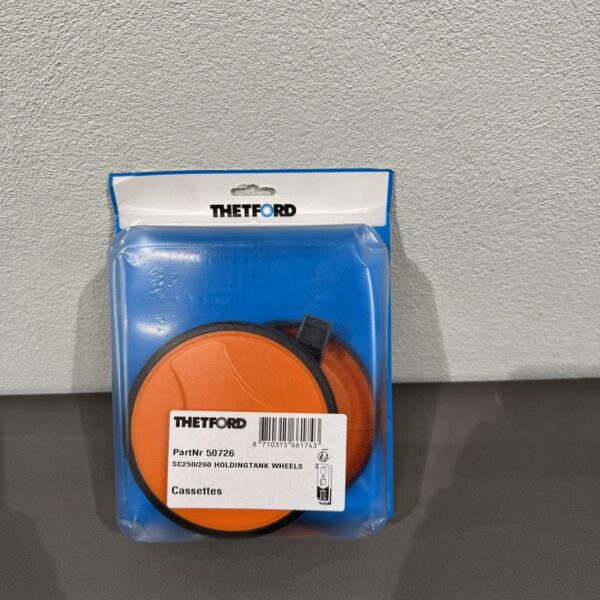 THETFORD
THETFORD
8 710315 661743
PartNr 50726
SC250/260 HOLDINGTANK WHEELS
Cassettes